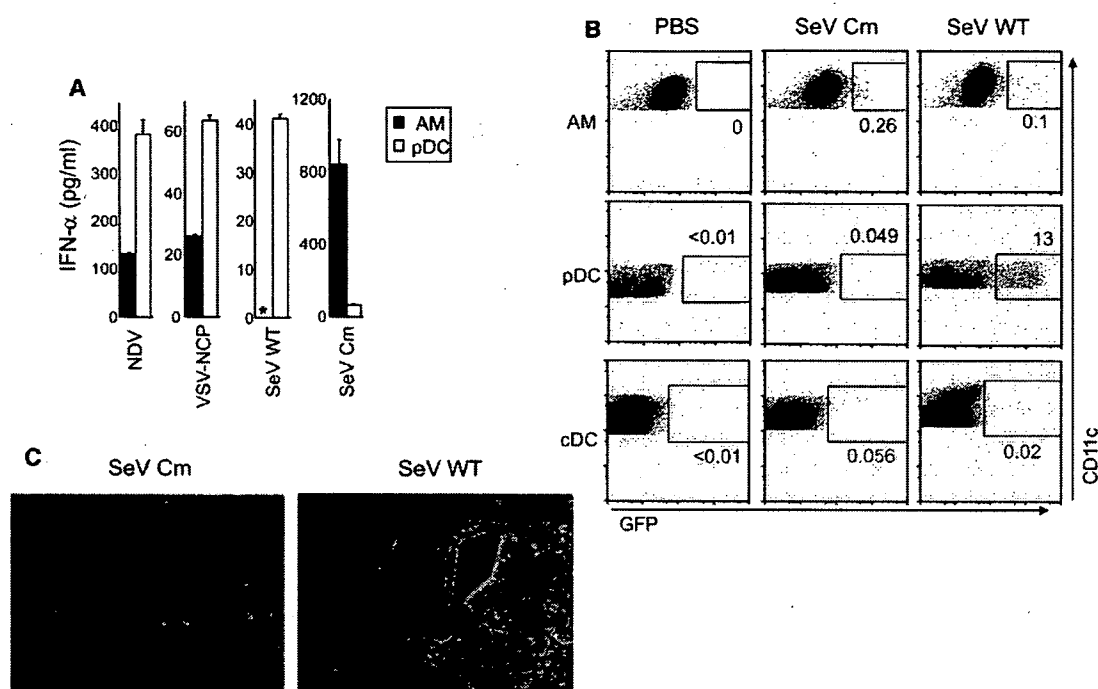 A
IFN-α (pg/ml)
400
300
200
100
0
60
40
20
0
40
30
20
10
0
1200
800
400
0
*
NDV
VSV-NCP
SeV WT
SeV Cm
AM
pDC
B
PBS
SeV Cm
SeV WT
AM
0
0.26
0.1
pDC
<0.01
0.049
13
cDC
<0.01
0.056
0.02
GFP
CD11c
C
SeV Cm
SeV WT